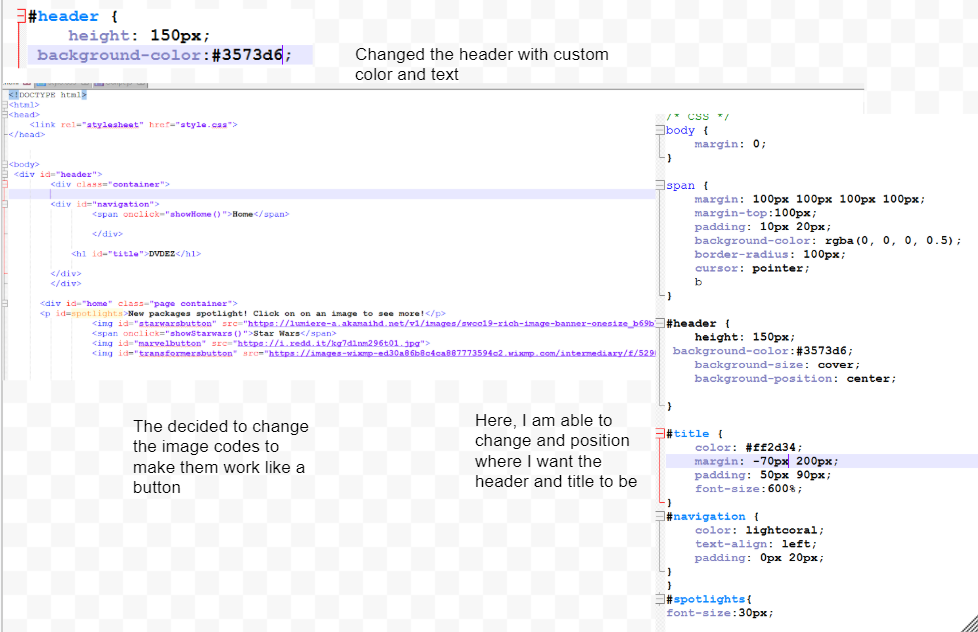 #header {
height: 150px;
background-color:#3573d6;
Changed the header with custom
color and text
<!DOCTYPE html>
<html>
<head>
<link rel="stylesheet" href="style.css">
</head>
<body>
<div id="header">
<div class="container">
<div id="navigation">
<span onclick="showHome()">Home</span>
</div>
<h1 id="title">DVDEZ</h1>
</div>
</div>
<div id="home" class="page container">
<p id=spotlights>New packages spotlight! Click on on an image to see more!</p>
<img id="starwarsbutton" src="https://lumiere-a.akamaihd.net/v1/images/swco19-rich-image-banner-onesize_b69b
<span onclick="showStarwars()">Star Wars</span>
<img id="marvelbutton" src="https://i.redd.it/kg7d1nm296t01.jpg">
<img id="transformersbutton" src="https://images-wixmp-ed30a86b8c4ca887773594c2.wixmp.com/intermediary/f/529
The decided to change
the image codes to
make them work like a
button
Here, I am able to
change and position
where I want the
header and title to be
/* CSS */
body {
margin: 0;
}
span {
margin: 100px 100px 100px 100px;
margin-top:100px;
padding: 10px 20px;
background-color: rgba(0, 0, 0, 0.5);
border-radius: 100px;
cursor: pointer;
b
}
#header {
height: 150px;
background-color:#3573d6;
background-size: cover;
background-position: center;
}
#title {
color: #ff2d34;
margin: -70px 200px;
padding: 50px 90px;
font-size:600%;
}
#navigation {
color: lightcoral;
text-align: left;
padding: 0px 20px;
}
}
#spotlights{
font-size:30px;